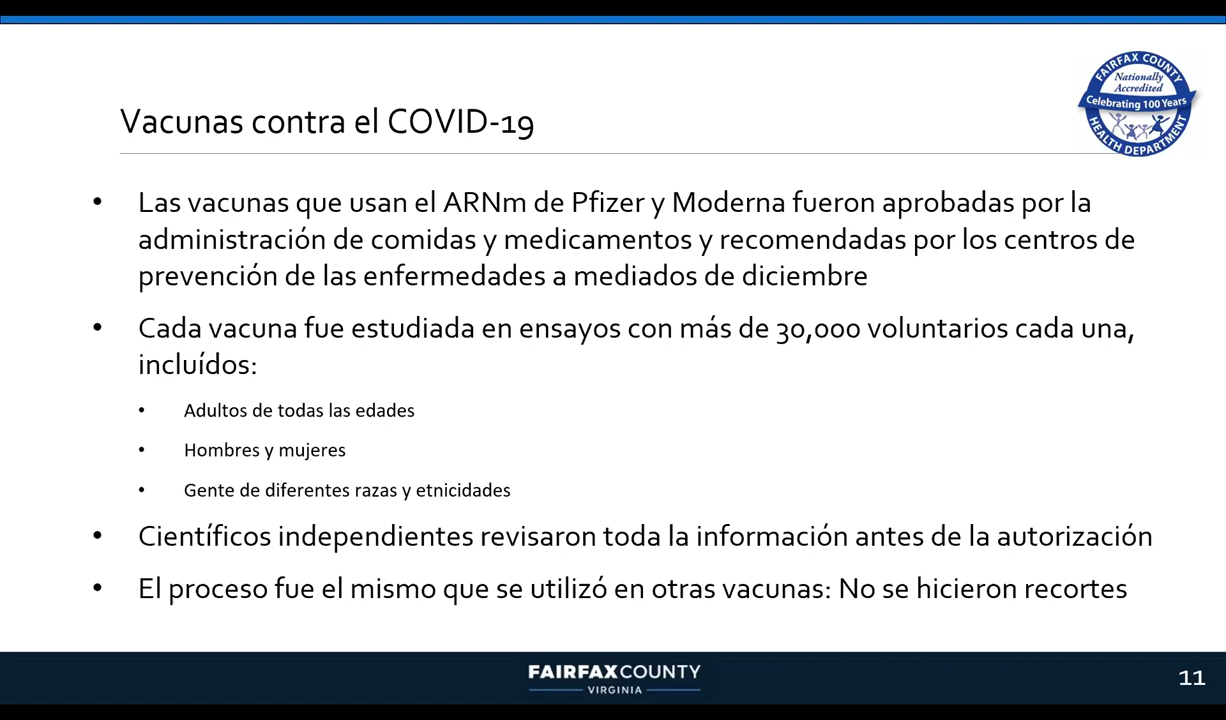 FAIRFAX COUNTY
Nationally
Accredited
Celebrating 100 Years
HEALTH DEPARTMENT
Vacunas contra el COVID-19
• Las vacunas que usan el ARNm de Pfizer y Moderna fueron aprobadas por la
administración de comidas y medicamentos y recomendadas por los centros de
prevención de las enfermedades a mediados de diciembre
• Cada vacuna fue estudiada en ensayos con más de 30,000 voluntarios cada una,
incluídos:
• Adultos de todas las edades
• Hombres y mujeres
• Gente de diferentes razas y etnicidades
• Científicos independientes revisaron toda la información antes de la autorización
• El proceso fue el mismo que se utilizó en otras vacunas: No se hicieron recortes
FAIRFAX COUNTY
VIRGINIA
11